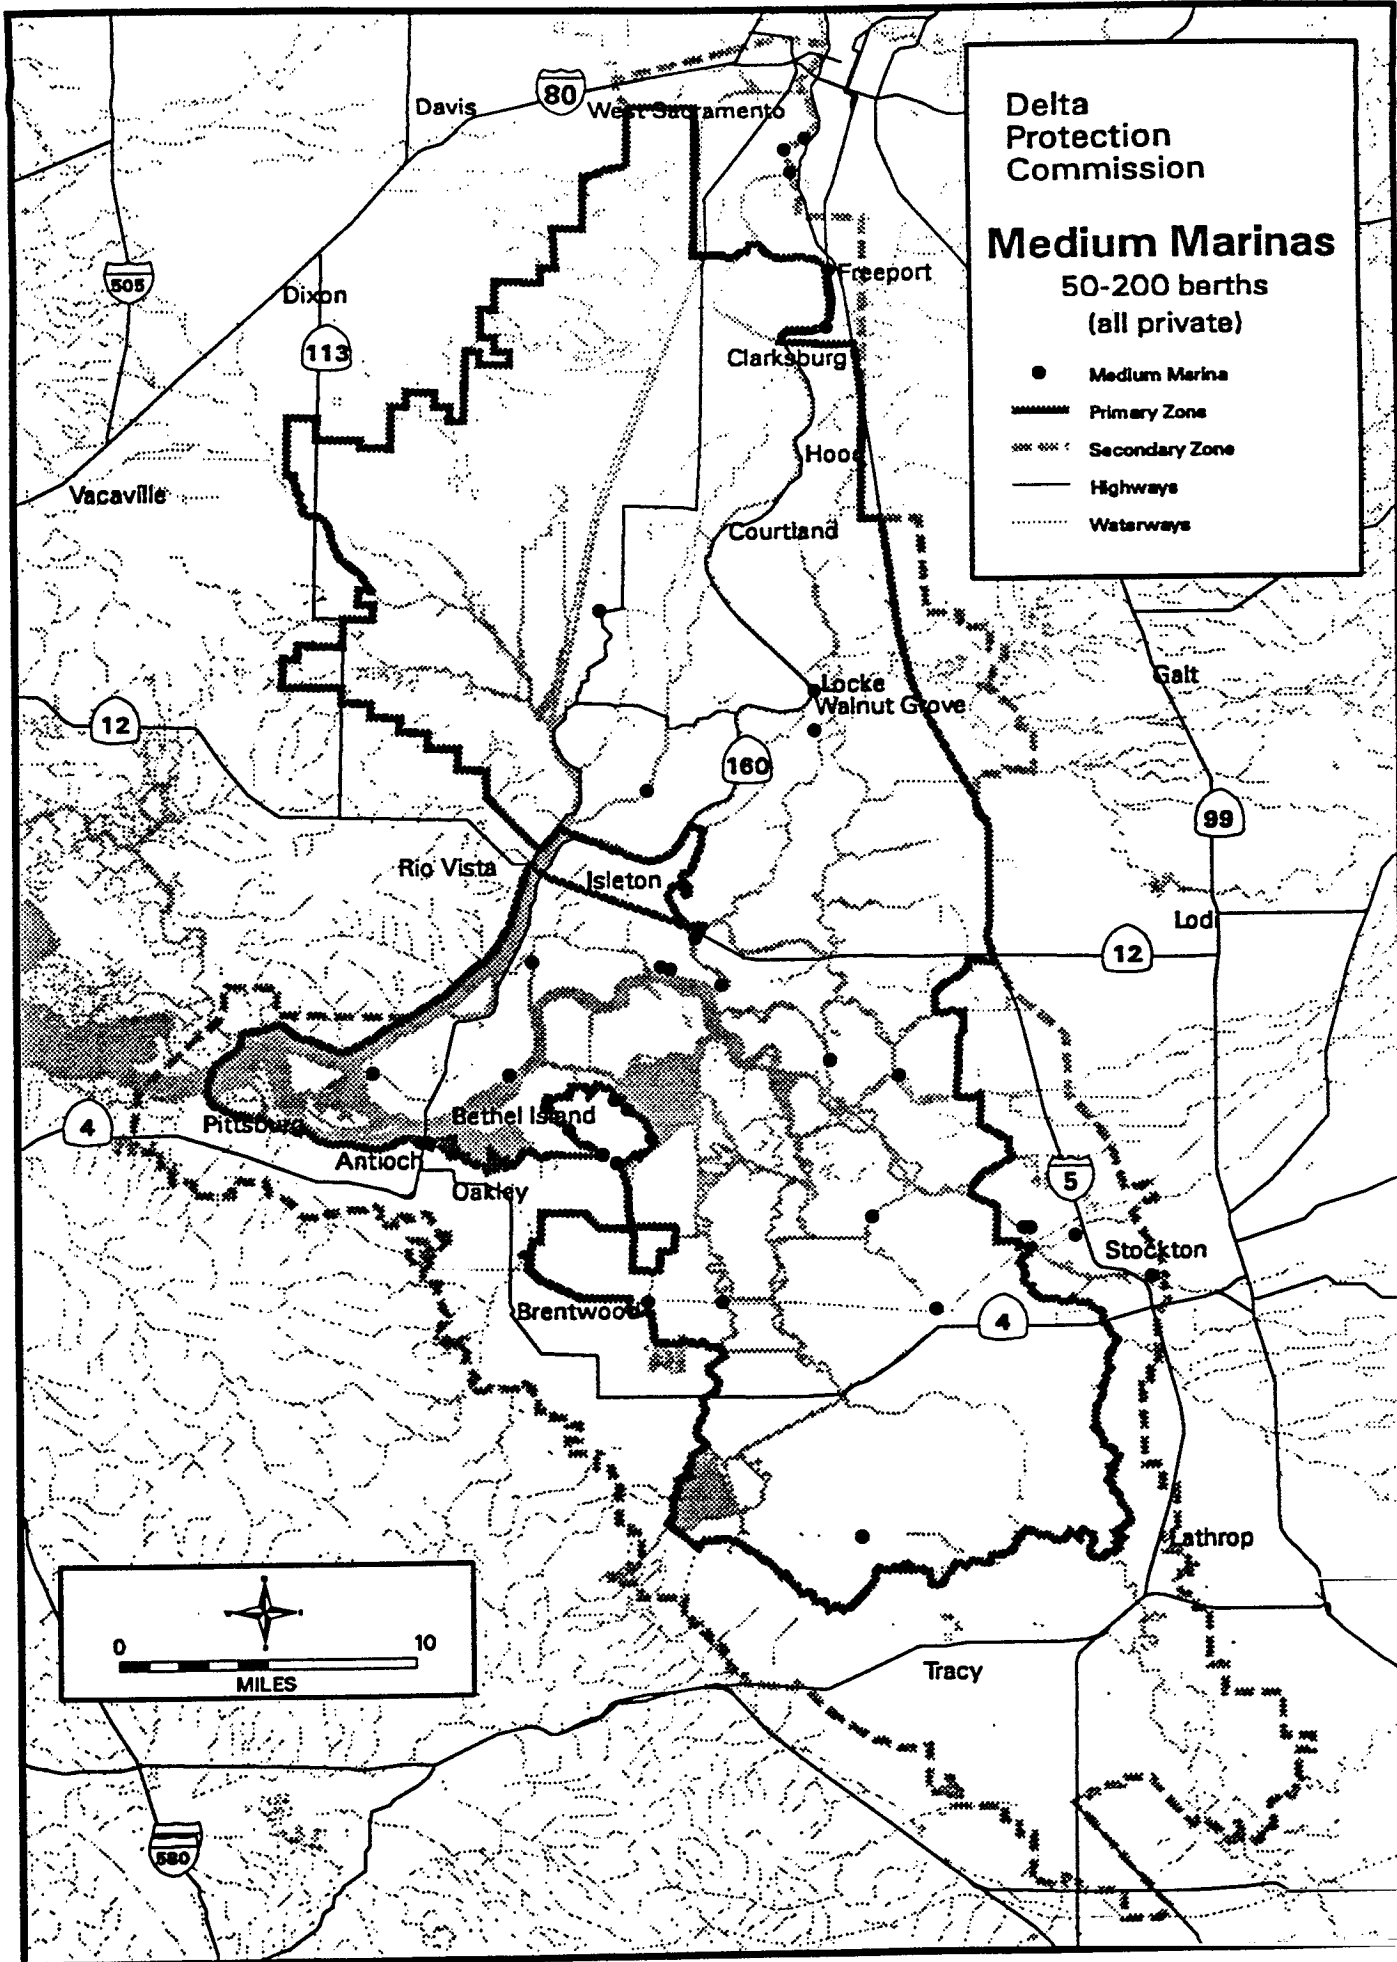 Delta
Protection
Commission
Medium Marinas
50-200 berths
(all private)
Medium Marina
Primary Zone
Secondary Zone
Highways
Waterways
Davis
80
West Sacramento
505
Dixon
113
Freeport
Clarksburg
Hood
Vacaville
Courtland
Galt
Locke
Walnut Grove
12
160
99
Rio Vista
Isleton
Lodi
12
4
Pittsburg
Bethel Island
Antioch
Oakley
5
Stockton
Brentwood
4
Lathrop
0 10
MILES
Tracy
580